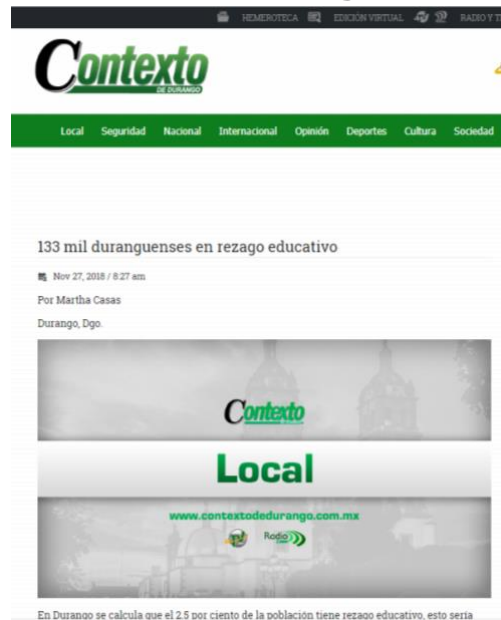 HEMEROTECA EDICIÓN VIRTUAL RADIO Y T
Contexto
DE DURANGO
Local Seguridad Nacional Internacional Opinión Deportes Cultura Sociedad
133 mil duranguenses en rezago educativo
Nov 27, 2018 / 8:27 am
Por Martha Casas
Durango, Dgo.
Contexto
Local
www.contextodedurango.com.mx
Radio
En Durango se calcula que el 2.5 por ciento de la población tiene rezago educativo, esto sería